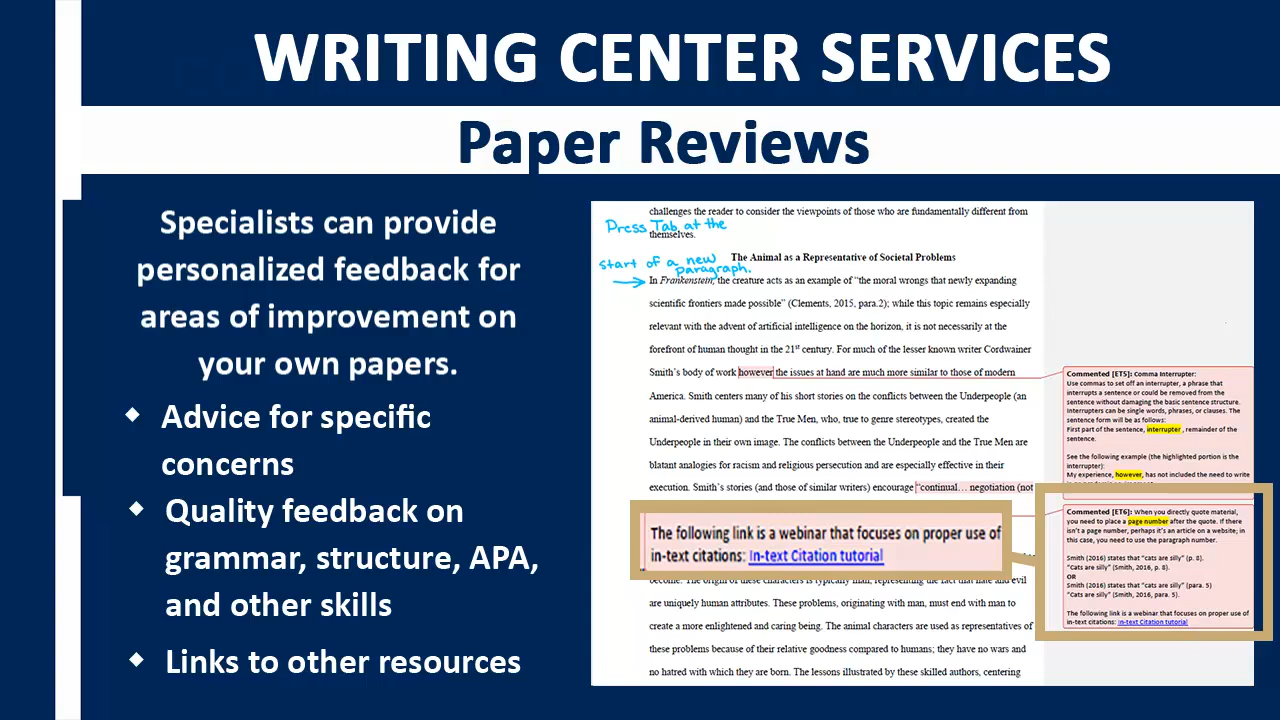 WRITING CENTER SERVICES
Paper Reviews
Specialists can provide
personalized feedback for
areas of improvement on
your own papers.
Advice for specific
concerns
Quality feedback on
grammar, structure, APA,
and other skills
Links to other resources
challenges the reader to consider the viewpoints of those who are fundamentally different from
themselves.
Press Tab at the
start of a new
paragraph.
The Animal as a Representative of Societal Problems
In Frankenstein, the creature acts as an example of “the moral wrongs that newly expanding
scientific frontiers made possible” (Clements, 2015, para.2); while this topic remains especially
relevant with the advent of artificial intelligence on the horizon, it is not necessarily at the
forefront of human thought in the 21st century. For much of the lesser known writer Cordwainer
Smith’s body of work however the issues at hand are much more similar to those of modern
America. Smith centers many of his short stories on the conflicts between the Underpeople (an
animal-derived human) and the True Men, who, true to genre stereotypes, created the
Underpeople in their own image. The conflicts between the Underpeople and the True Men are
blatant analogies for racism and religious persecution and are especially effective in their
execution. Smith’s stories (and those of similar writers) encourage “continual… negotiation (not
The following link is a webinar that focuses on proper use of
in-text citations: In-text Citation tutorial
become. The origin of these characters is typically man, representing the fact that hate and evil
are uniquely human attributes. These problems, originating with man, must end with man to
create a more enlightened and caring being. The animal characters are used as representatives of
these problems because of their relative goodness compared to humans; they have no wars and
no hatred with which they are born. The lessons illustrated by these skilled authors, centering
Commented [ET5]: Comma Interrupter:
Use commas to set off an interrupter, a phrase that
interrupts a sentence or could be removed from the
sentence without damaging the basic sentence structure.
Interrupters can be single words, phrases, or clauses. The
sentence form will be as follows:
First part of the sentence, interrupter , remainder of the
sentence.
See the following example (the highlighted portion is the
interrupter):
My experience, however, has not included the need to write
Commented [ET6]: When you directly quote material,
you need to place a page number after the quote. If there
isn’t a page number, perhaps it’s an article on a website; in
this case, you need to use the paragraph number.
Smith (2016) states that “cats are silly” (p. 8).
“Cats are silly” (Smith, 2016, p. 8).
OR
Smith (2016) states that “cats are silly” (para. 5)
“Cats are silly” (Smith, 2016, para. 5).
The following link is a webinar that focuses on proper use of
in-text citations: In-text Citation tutorial